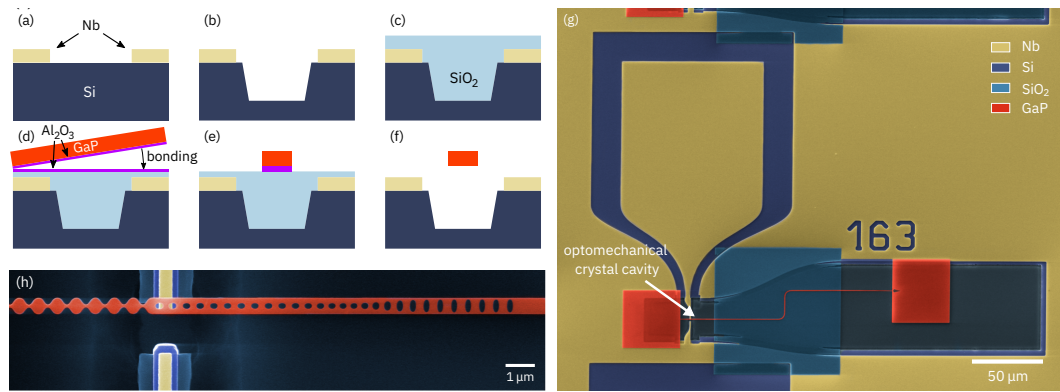 (a)
Nb
Si
(b)
(c)
SiO₂
(d)
Al₂O₃
GaP
bonding
(e)
(f)
(g)
Nb
Si
SiO₂
GaP
163
optomechanical
crystal cavity
50 µm
(h)
1 µm